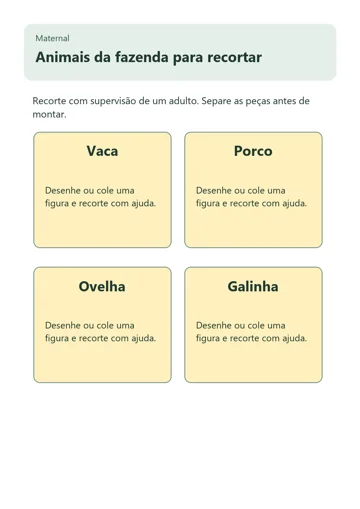 Maternal
Animais da fazenda para recortar
Recorte com supervisão de um adulto. Separe as peças antes de
montar.
Vaca
Desenhe ou cole uma
figura e recorte com ajuda.
Porco
Desenhe ou cole uma
figura e recorte com ajuda.
Ovelha
Desenhe ou cole uma
figura e recorte com ajuda.
Galinha
Desenhe ou cole uma
figura e recorte com ajuda.